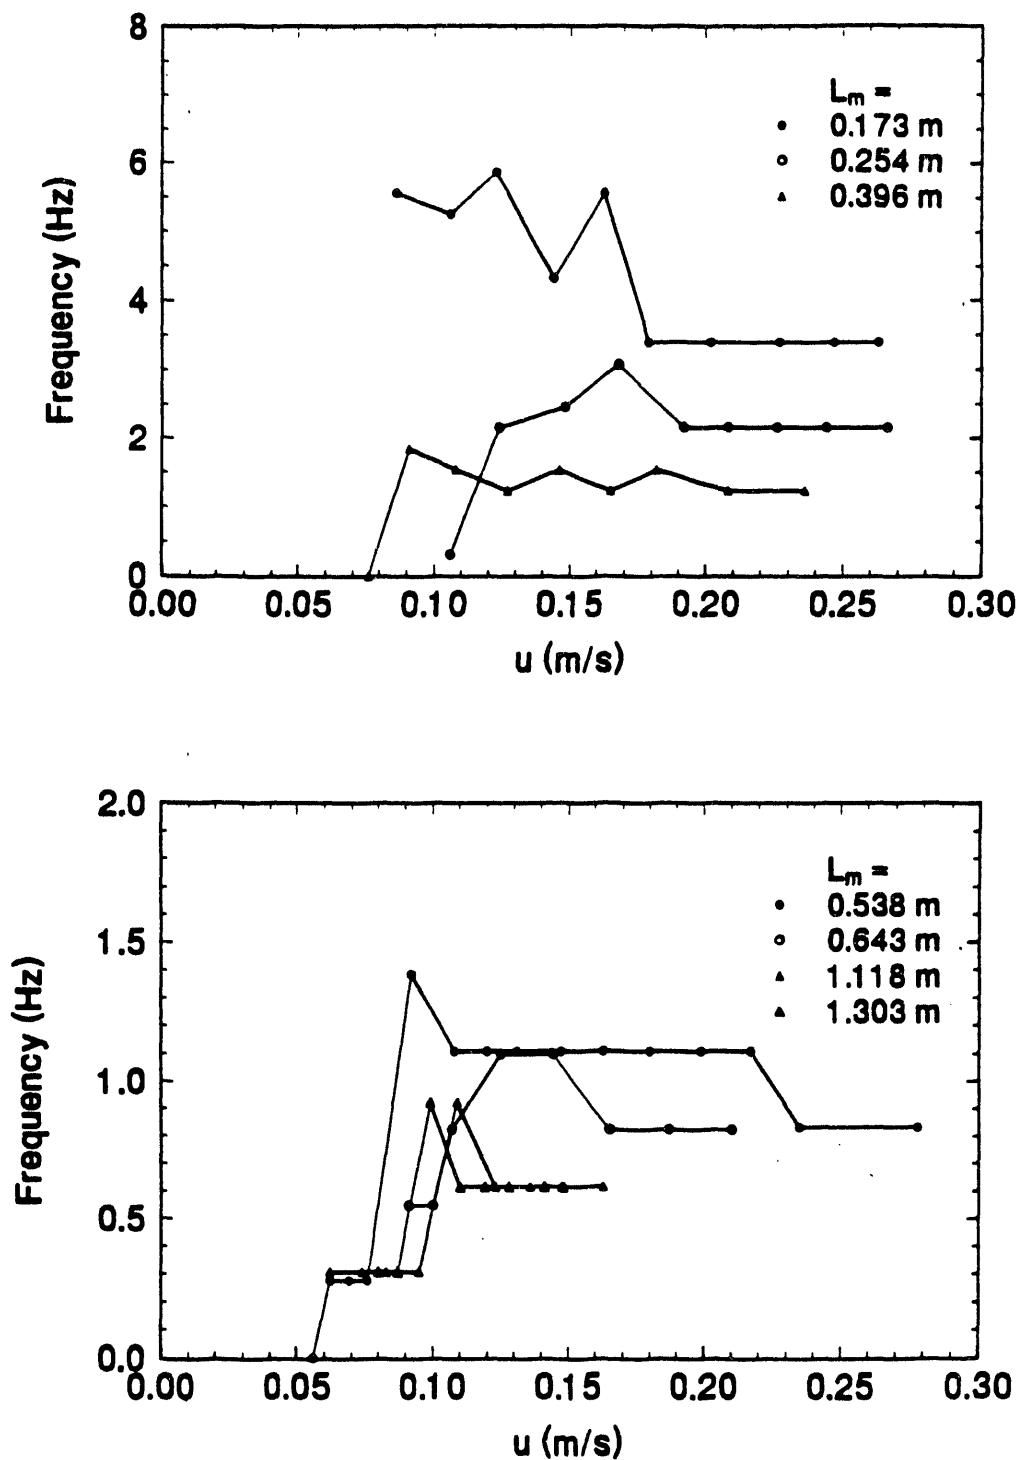 8
6
4
2
0
Frequency (Hz)
Lm =
0.173 m
0.254 m
0.396 m
0.00 0.05 0.10 0.15 0.20 0.25 0.30
u (m/s)
2.0
1.5
1.0
0.5
0.0
Frequency (Hz)
Lm =
0.538 m
0.643 m
1.118 m
1.303 m
0.00 0.05 0.10 0.15 0.20 0.25 0.30
u (m/s)